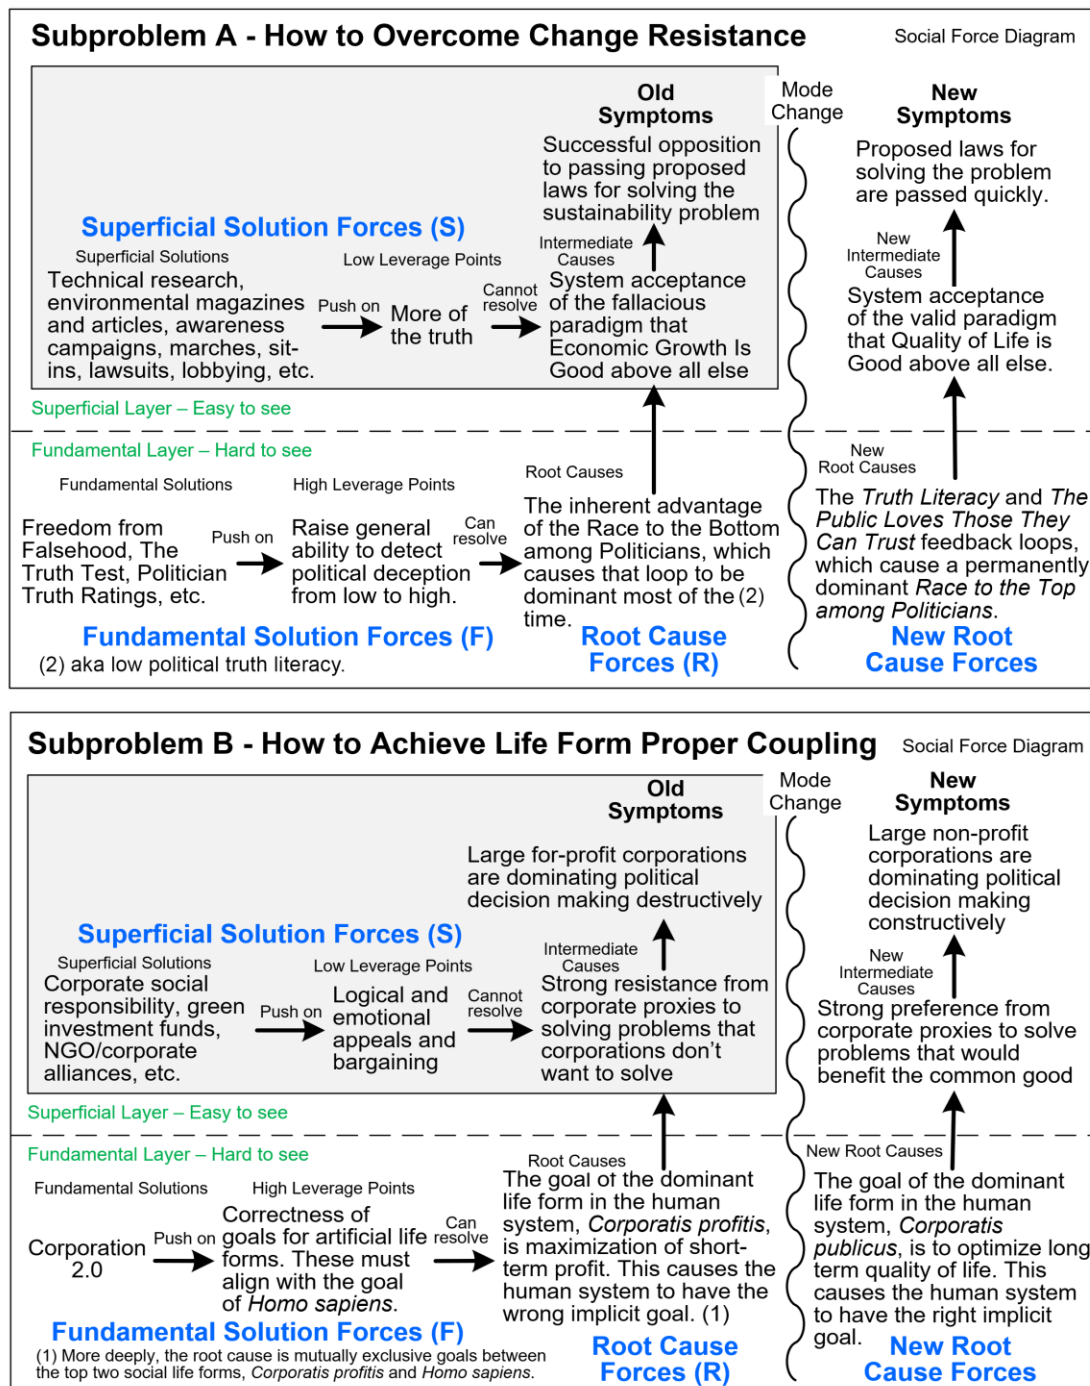 Subproblem A - How to Overcome Change Resistance
Social Force Diagram
Old
Symptoms
Successful opposition
to passing proposed
laws for solving the
sustainability problem
Mode
Change
New
Symptoms
Proposed laws for
solving the problem
are passed quickly.
Superficial Solution Forces (S)
Superficial Solutions
Technical research,
environmental magazines
and articles, awareness
campaigns, marches, sit-
ins, lawsuits, lobbying, etc.
Push on
Low Leverage Points
More of
the truth
Cannot
resolve
Intermediate
Causes
System acceptance
of the fallacious
paradigm that
Economic Growth Is
Good above all else
New
Intermediate
Causes
System acceptance
of the valid paradigm
that Quality of Life is
Good above all else.
Superficial Layer – Easy to see
Fundamental Layer – Hard to see
Fundamental Solutions
Freedom from
Falsehood, The
Truth Test, Politician
Truth Ratings, etc.
Push on
High Leverage Points
Raise general
ability to detect
political deception
from low to high.
Can
resolve
Root Causes
The inherent advantage
of the Race to the Bottom
among Politicians, which
causes that loop to be
dominant most of the (2)
time.
New
Root Causes
The Truth Literacy and The
Public Loves Those They
Can Trust feedback loops,
which cause a permanently
dominant Race to the Top
among Politicians.
Fundamental Solution Forces (F)
(2) aka low political truth literacy.
Root Cause
Forces (R)
New Root
Cause Forces
Subproblem B - How to Achieve Life Form Proper Coupling
Social Force Diagram
Old
Symptoms
Large for-profit corporations
are dominating political
decision making destructively
Mode
Change
New
Symptoms
Large non-profit
corporations are
dominating political
decision making
constructively
Superficial Solution Forces (S)
Superficial Solutions
Corporate social
responsibility, green
investment funds,
NGO/corporate
alliances, etc.
Push on
Low Leverage Points
Logical and
emotional
appeals and
bargaining
Cannot
resolve
Intermediate
Causes
Strong resistance from
corporate proxies to
solving problems that
corporations don't
want to solve
New
Intermediate
Causes
Strong preference from
corporate proxies to solve
problems that would
benefit the common good
Superficial Layer – Easy to see
Fundamental Layer – Hard to see
Fundamental Solutions
Corporation
2.0
Push on
High Leverage Points
Correctness of
goals for artificial life
forms. These must
align with the goal
of Homo sapiens.
Can
resolve
Root Causes
The goal of the dominant
life form in the human
system, Corporatis profitis,
is maximization of short-
term profit. This causes the
human system to have the
wrong implicit goal. (1)
New Root Causes
The goal of the dominant
life form in the human
system, Corporatis
publicus, is to optimize long
term quality of life. This
causes the human system
to have the right implicit
goal.
Fundamental Solution Forces (F)
(1) More deeply, the root cause is mutually exclusive goals between
the top two social life forms, Corporatis profitis and Homo sapiens.
Root Cause
Forces (R)
New Root
Cause Forces